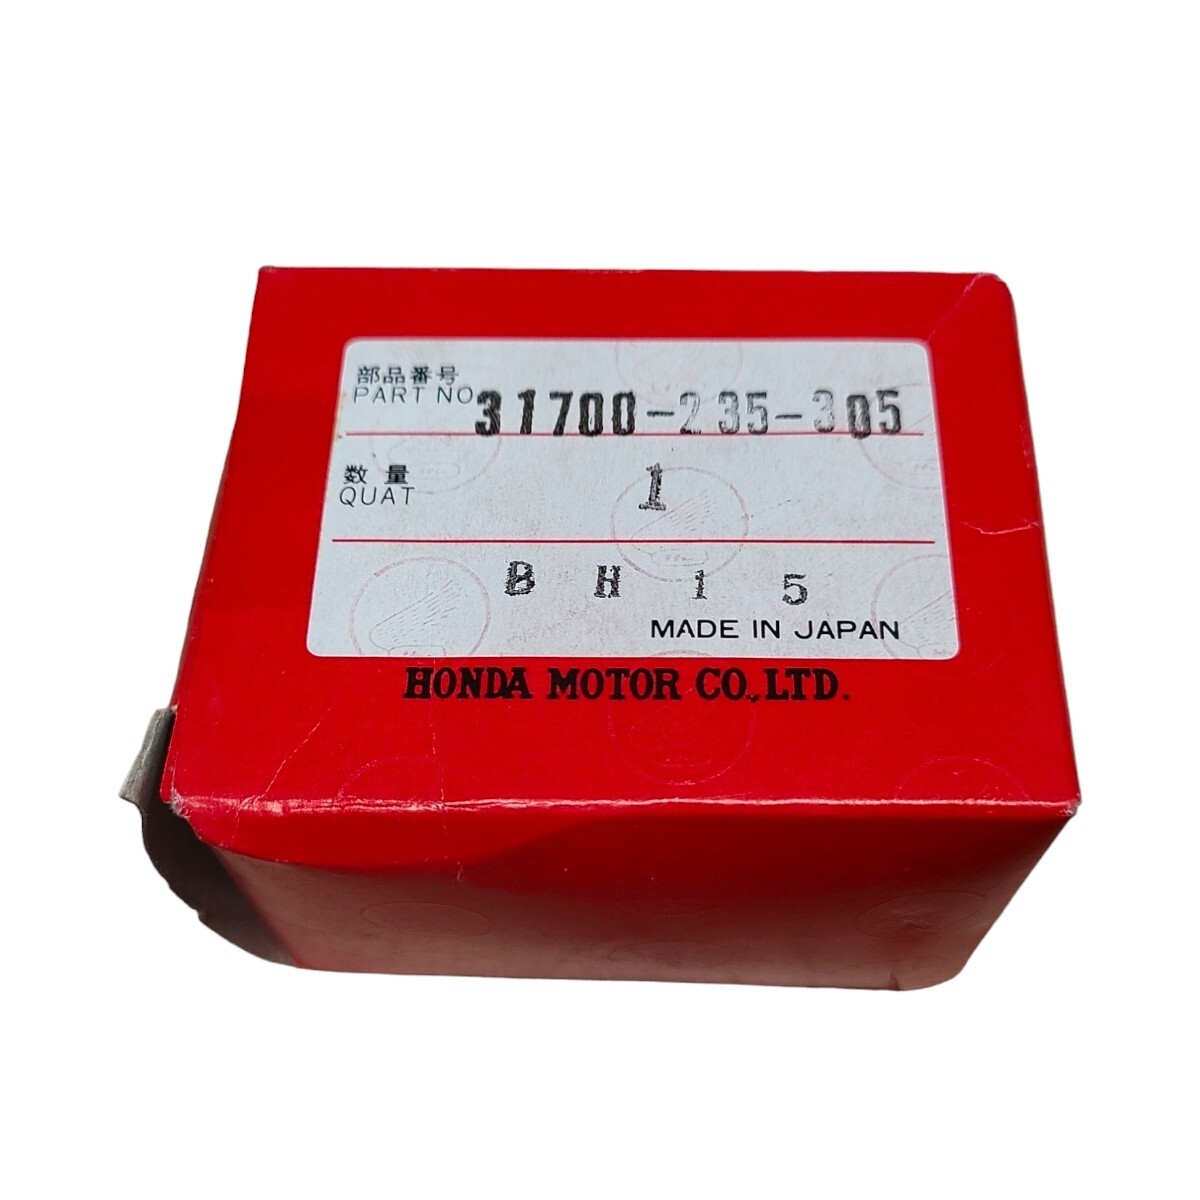 部品番号
PART NO 31700-235-305
数量
QUAT 1
B H 1 5
MADE IN JAPAN
HONDA MOTOR CO.,LTD.